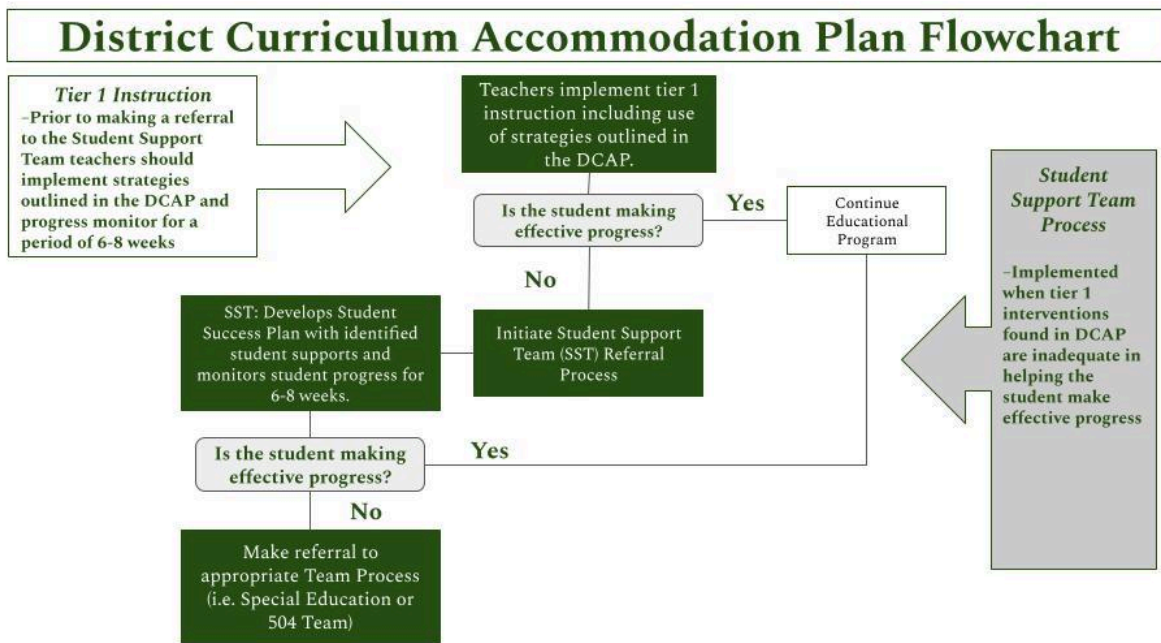 District Curriculum Accommodation Plan Flowchart
Tier 1 Instruction
-Prior to making a referral
to the Student Support
Team teachers should
implement strategies
outlined in the DCAP and
progress monitor for a
period of 6-8 weeks
Teachers implement tier 1
instruction including use
of strategies outlined in
the DCAP.
Is the student making
effective progress?
Yes
Continue
Educational
Program
No
Student
Support Team
Process
-Implemented
when tier 1
interventions
found in DCAP
are inadequate in
helping the
student make
effective progress
Initiate Student Support
Team (SST) Referral
Process
SST: Develops Student
Success Plan with identified
student supports and
monitors student progress for
6-8 weeks.
Is the student making
effective progress?
Yes
No
Make referral to
appropriate Team Process
(i.e. Special Education or
504 Team)